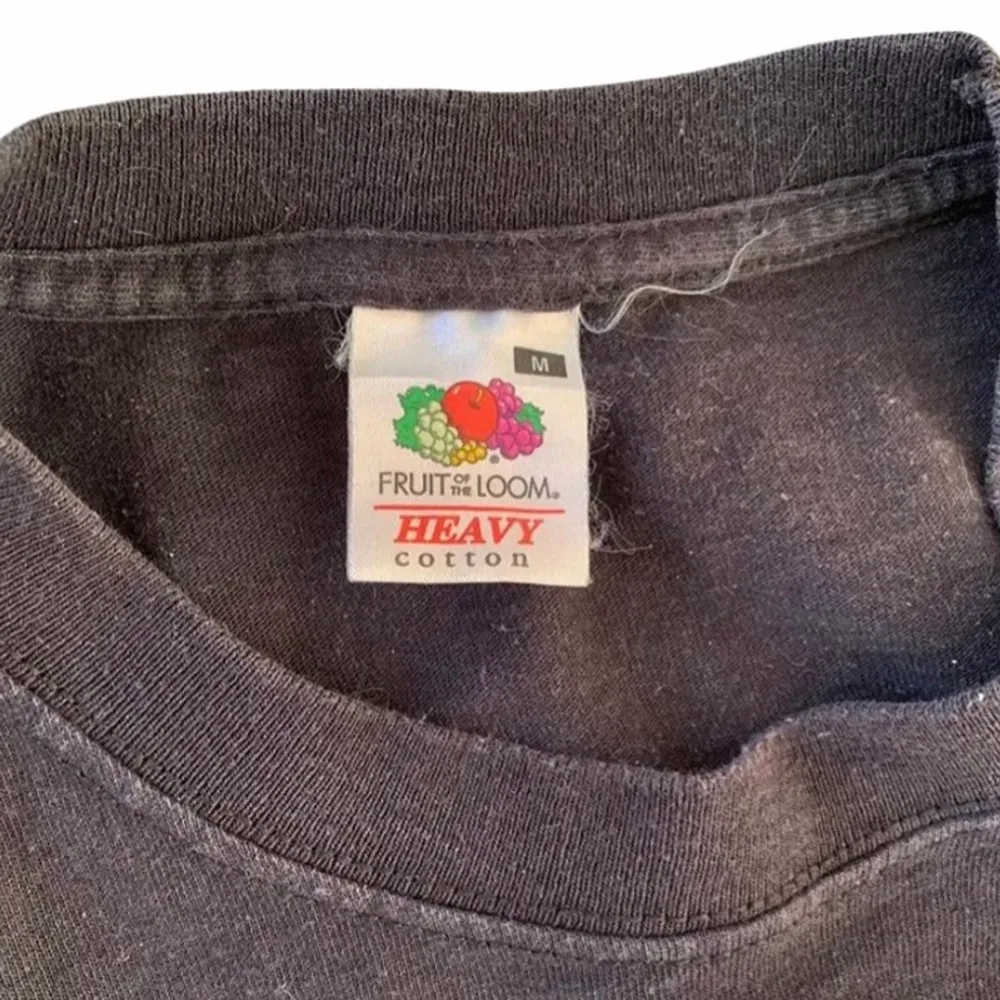 M
FRUIT OF THE LOOM®
HEAVY
cotton